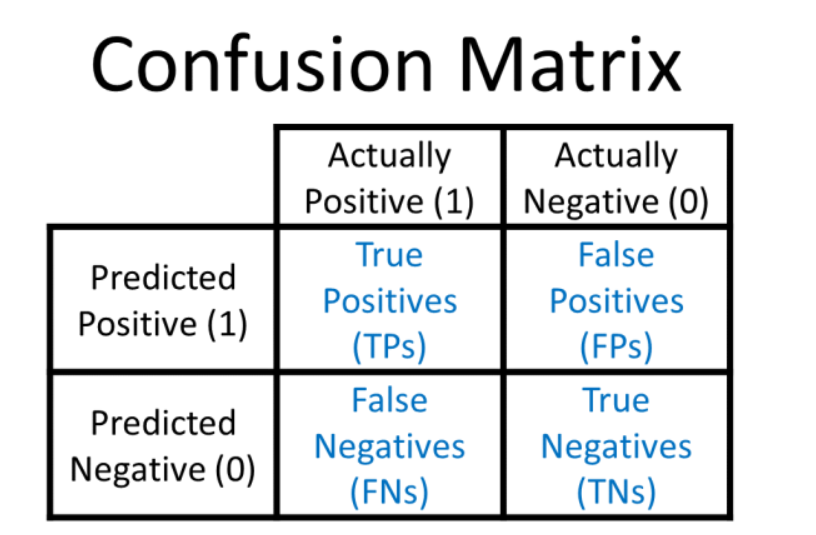 Confusion Matrix
Actually
Positive (1)
Actually
Negative (0)
Predicted
Positive (1)
True
Positives
(TPs)
False
Positives
(FPs)
Predicted
Negative (0)
False
Negatives
(FNs)
True
Negatives
(TNs)